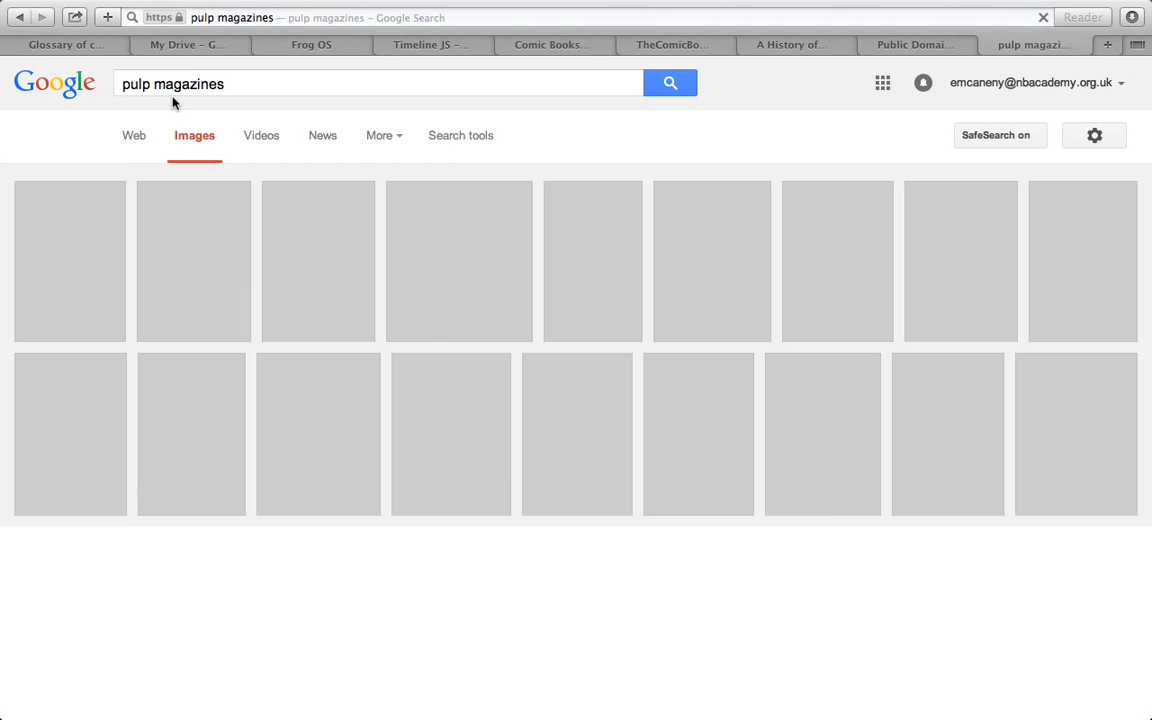 https pulp magazines — pulp magazines – Google Search Reader
Glossary of c... My Drive – G... Frog OS Timeline JS –... Comic Books... TheComicBo... A History of... Public Domai... pulp magazi...
Google pulp magazines emcaneny@nbacademy.org.uk
Web Images Videos News More Search tools SafeSearch on